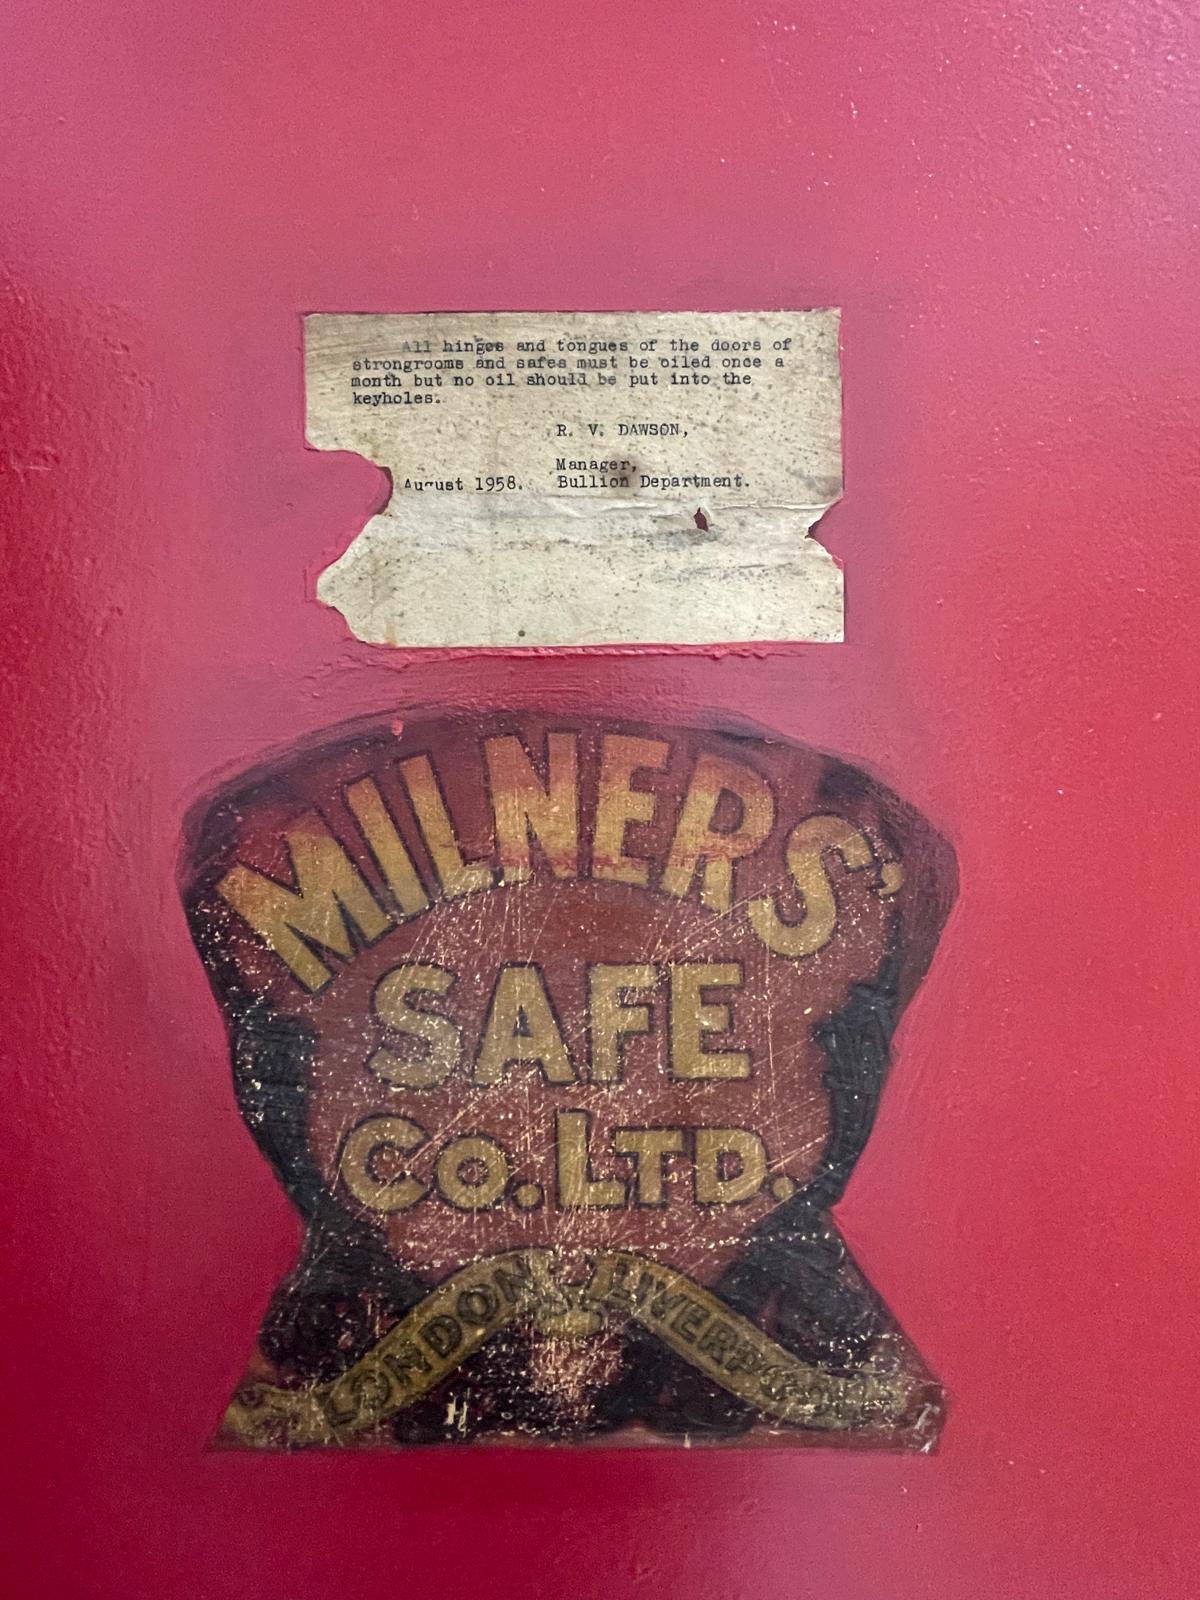 All hinges and tongues of the doors of
strongrooms and safes must be oiled once a
month but no oil should be put into the
keyholes.
R. V. DAWSON,
Manager,
August 1958. Bullion Department.
MILNERS'
SAFE
CO. LTD.
LONDON & LIVERPOOL